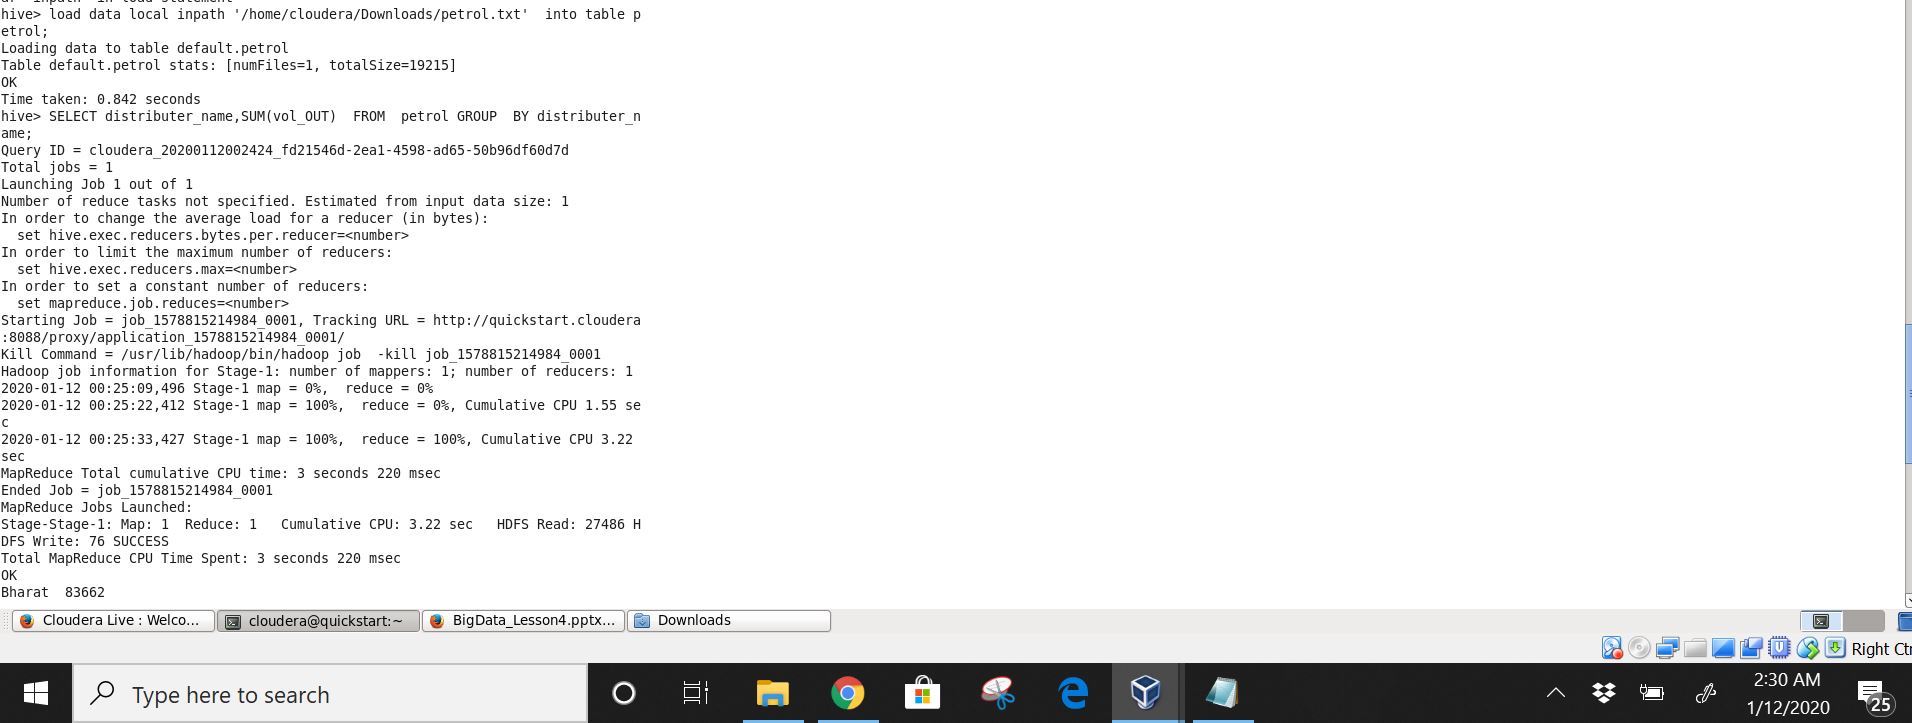 hive> load data local inpath '/home/cloudera/Downloads/petrol.txt'  into table p
etrol;
Loading data to table default.petrol
Table default.petrol stats: [numFiles=1, totalSize=19215]
OK
Time taken: 0.842 seconds
hive> SELECT distributer_name,SUM(vol_OUT)  FROM  petrol GROUP  BY distributer_n
ame;
Query ID = cloudera_20200112002424_fd21546d-2ea1-4598-ad65-50b96df60d7d
Total jobs = 1
Launching Job 1 out of 1
Number of reduce tasks not specified. Estimated from input data size: 1
In order to change the average load for a reducer (in bytes):
  set hive.exec.reducers.bytes.per.reducer=<number>
In order to limit the maximum number of reducers:
  set hive.exec.reducers.max=<number>
In order to set a constant number of reducers:
  set mapreduce.job.reduces=<number>
Starting Job = job_1578815214984_0001, Tracking URL = http://quickstart.cloudera
:8088/proxy/application_1578815214984_0001/
Kill Command = /usr/lib/hadoop/bin/hadoop job  -kill job_1578815214984_0001
Hadoop job information for Stage-1: number of mappers: 1; number of reducers: 1
2020-01-12 00:25:09,496 Stage-1 map = 0%,  reduce = 0%
2020-01-12 00:25:22,412 Stage-1 map = 100%,  reduce = 0%, Cumulative CPU 1.55 se
c
2020-01-12 00:25:33,427 Stage-1 map = 100%,  reduce = 100%, Cumulative CPU 3.22
sec
MapReduce Total cumulative CPU time: 3 seconds 220 msec
Ended Job = job_1578815214984_0001
MapReduce Jobs Launched:
Stage-Stage-1: Map: 1  Reduce: 1   Cumulative CPU: 3.22 sec   HDFS Read: 27486 H
DFS Write: 76 SUCCESS
Total MapReduce CPU Time Spent: 3 seconds 220 msec
OK
Bharat  83662
Cloudera Live : Welco... cloudera@quickstart:~ BigData_Lesson4.pptx... Downloads
Right Ctr
Type here to search
2:30 AM
1/12/2020
25